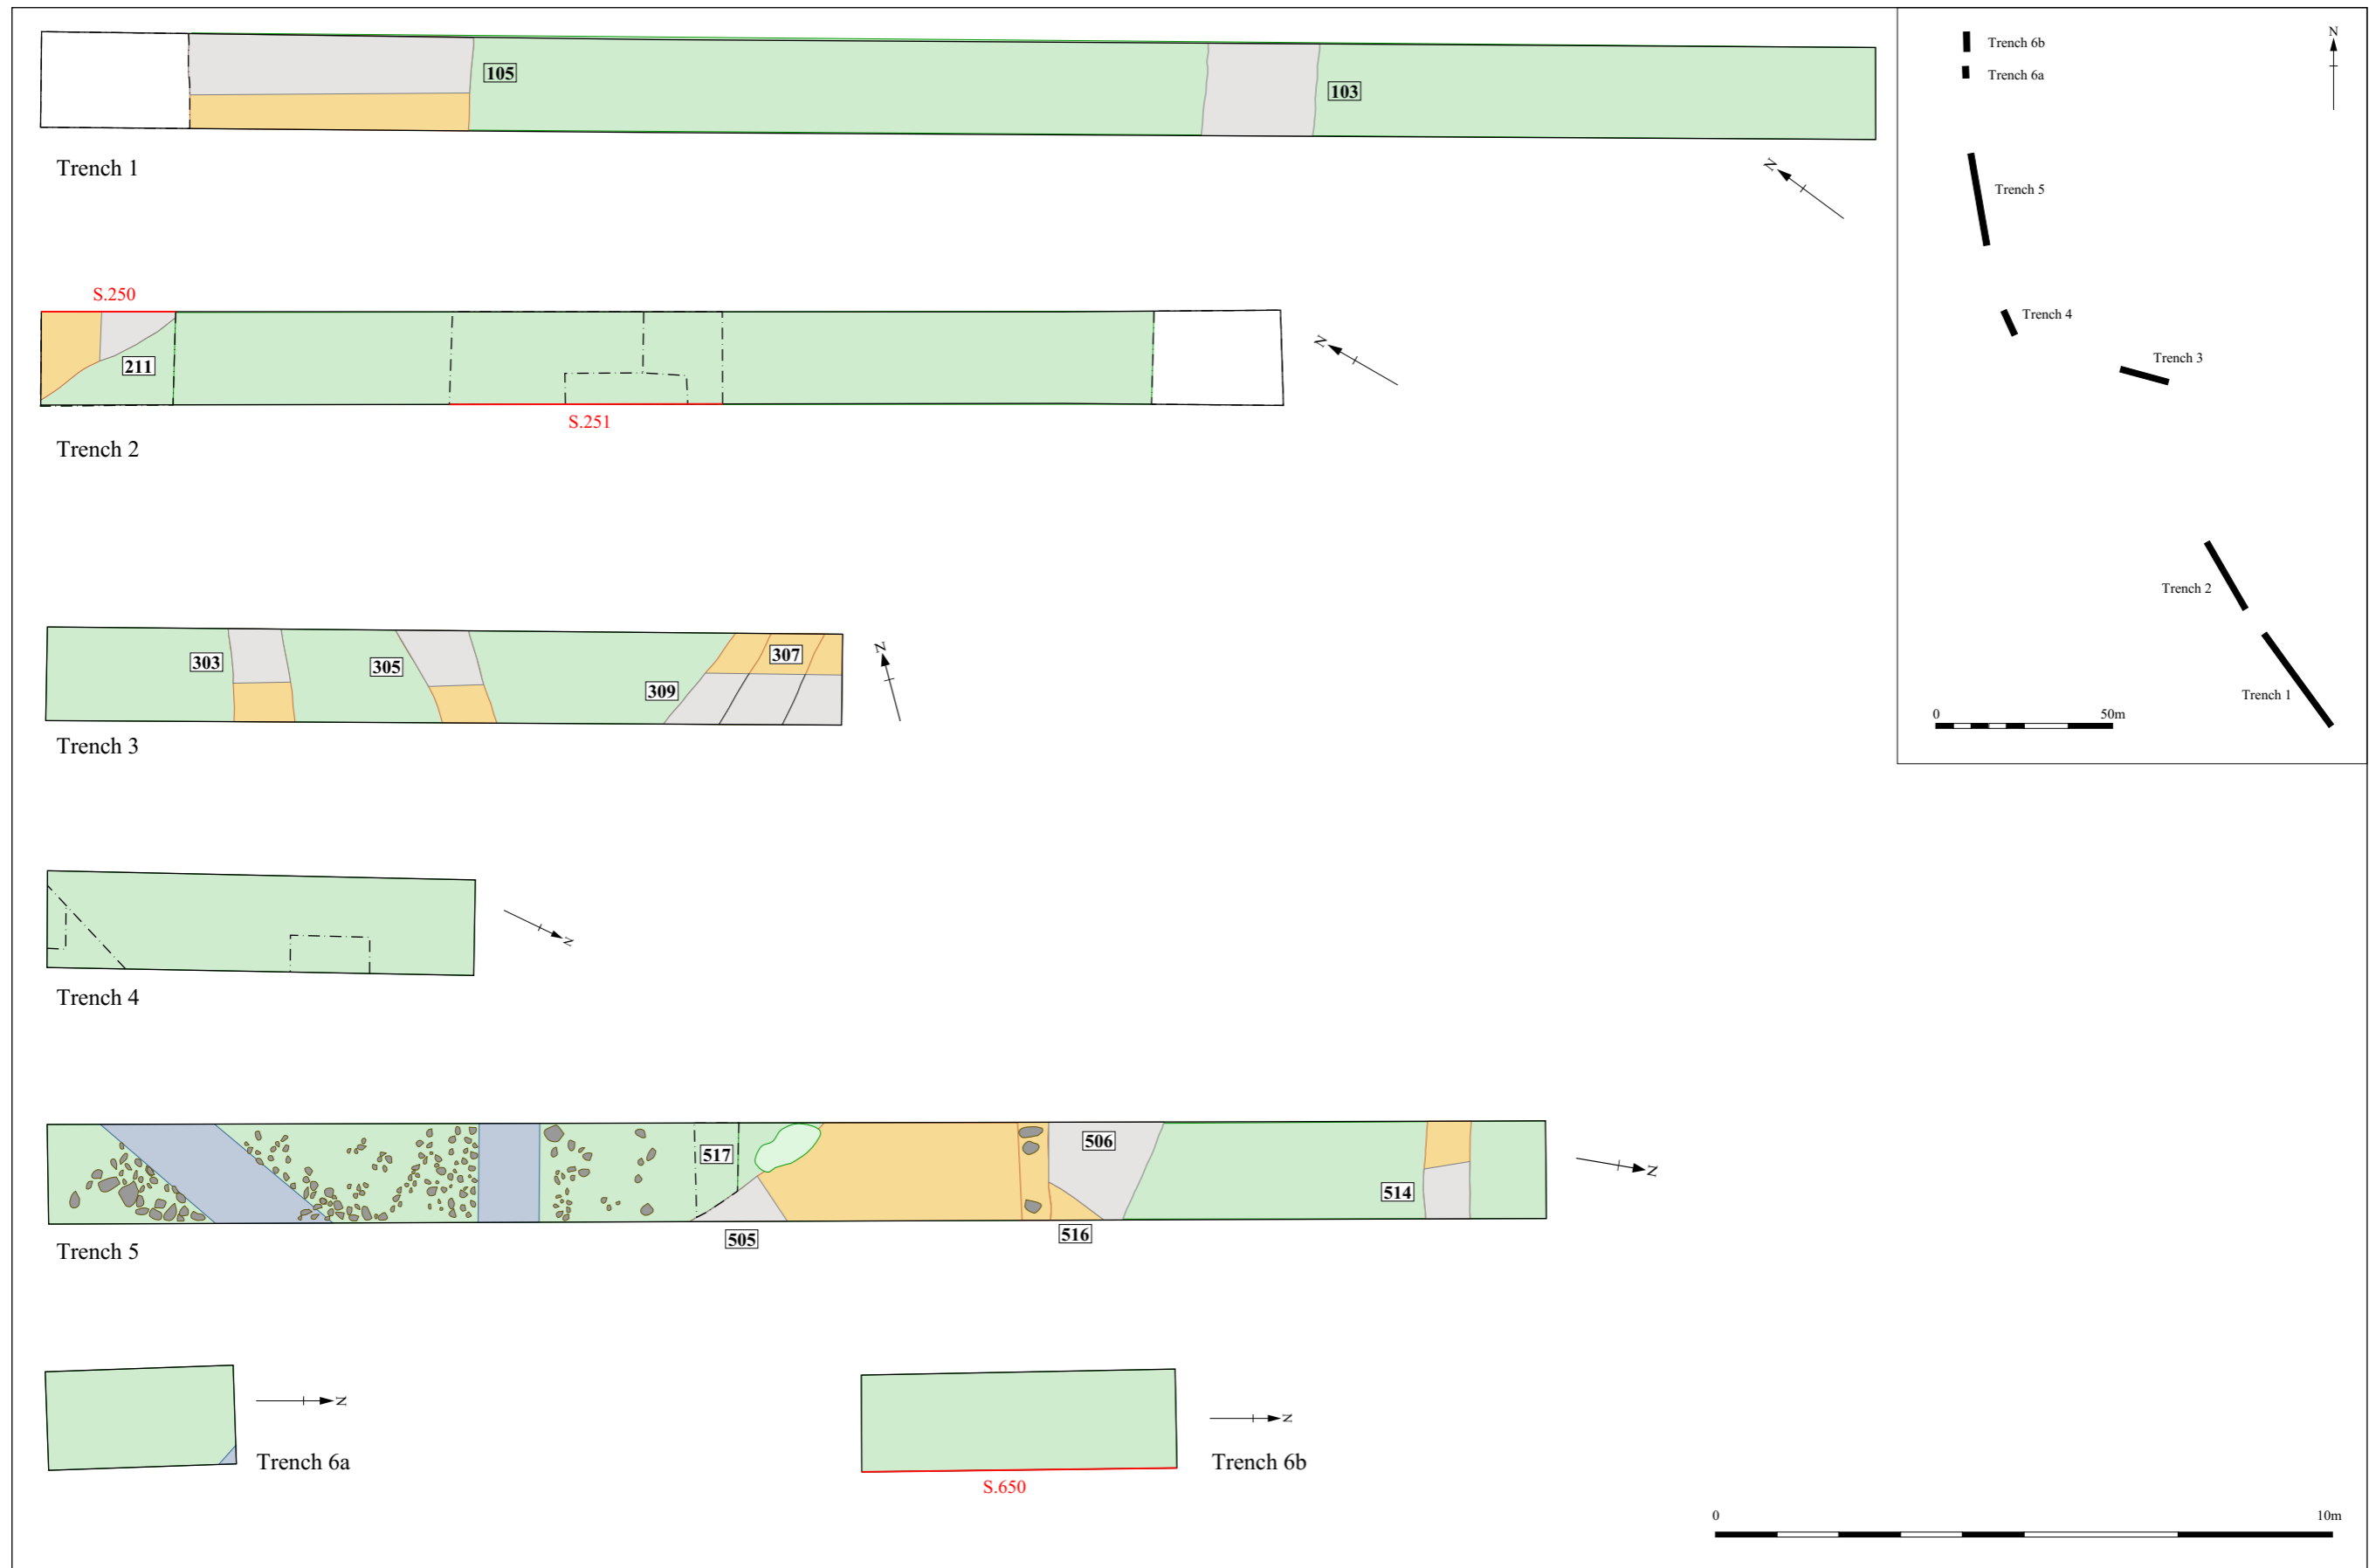 105
103
Trench 1
N
Trench 6b
Trench 6a
N
Trench 5
Trench 4
Trench 3
Trench 2
Trench 1
0 50m
S.250
211
S.251
Trench 2
N
303
305
309
307
Trench 3
N
Trench 4
N
517
506
514
505
516
Trench 5
N
Trench 6a
N
Trench 6b
N
S.650
0 10m